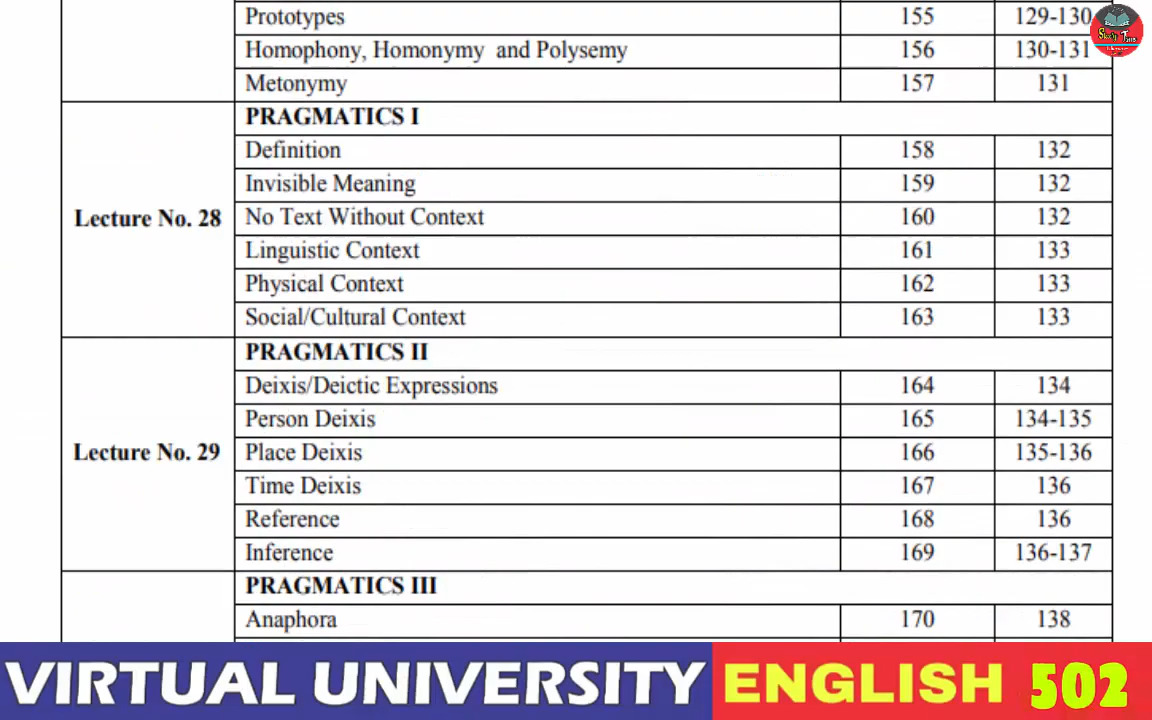 Prototypes 155 129-130
Homophony, Homonymy and Polysemy 156 130-131
Metonymy 157 131
PRAGMATICS I
Definition 158 132
Invisible Meaning 159 132
No Text Without Context 160 132
Lecture No. 28
Linguistic Context 161 133
Physical Context 162 133
Social/Cultural Context 163 133
PRAGMATICS II
Deixis/Deictic Expressions 164 134
Person Deixis 165 134-135
Lecture No. 29 Place Deixis 166 135-136
Time Deixis 167 136
Reference 168 136
Inference 169 136-137
PRAGMATICS III
Anaphora 170 138
VIRTUAL UNIVERSITY ENGLISH 502